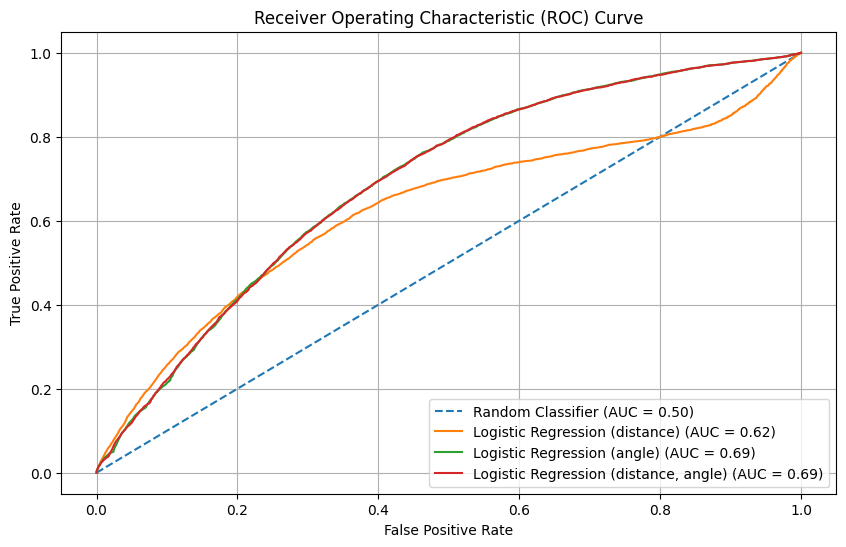 Receiver Operating Characteristic (ROC) Curve
True Positive Rate
1.0
0.8
0.6
0.4
0.2
0.0
Random Classifier (AUC = 0.50)
Logistic Regression (distance) (AUC = 0.62)
Logistic Regression (angle) (AUC = 0.69)
Logistic Regression (distance, angle) (AUC = 0.69)
0.0 0.2 0.4 0.6 0.8 1.0
False Positive Rate